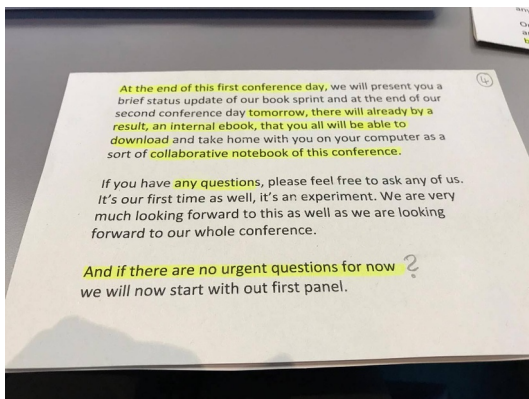 4
At the end of this first conference day, we will present you a
brief status update of our book sprint and at the end of our
second conference day tomorrow, there will already by a
result, an internal ebook, that you all will be able to
download and take home with you on your computer as a
sort of collaborative notebook of this conference.
If you have any questions, please feel free to ask any of us.
It's our first time as well, it's an experiment. We are very
much looking forward to this as well as we are looking
forward to our whole conference.
And if there are no urgent questions for now ?
we will now start with out first panel.